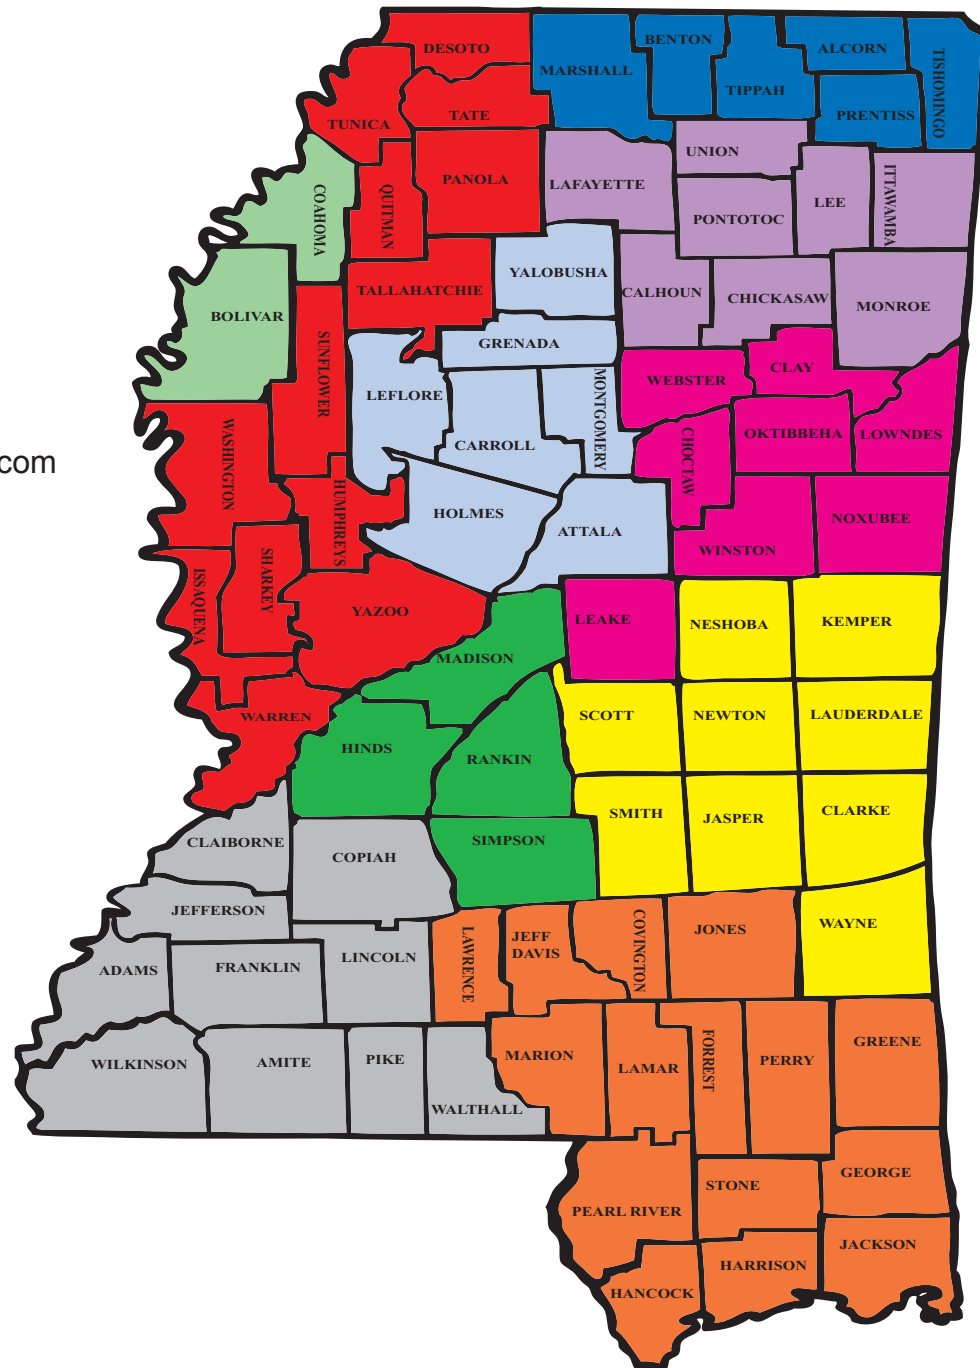 DESOTO
BENTON
ALCORN
MARSHALL
TISHOMINGO
TIPPAH
TATE
PRENTISS
TUNICA
UNION
PANOLA
LAFAYETTE
ITTAWAMBA
COAHOMA
QUITMAN
LEE
PONTOTOC
YALOBUSHA
TALLAHATCHIE
CALHOUN
CHICKASAW
MONROE
BOLIVAR
GRENADA
SUNFLOWER
WEBSTER
CLAY
LEFLORE
MONTGOMERY
CARROLL
OKTIBBEHA
LOWNDES
CHOCTAW
.com
WASHINGTON
HUMPHREYS
HOLMES
NOXUBEE
ATTALA
WINSTON
SHARKEY
ISSAQUENA
YAZOO
LEAKE
NESHOBA
KEMPER
MADISON
WARREN
SCOTT
NEWTON
LAUDERDALE
HINDS
RANKIN
SMITH
JASPER
CLARKE
CLAIBORNE
COPIAH
SIMPSON
JEFFERSON
LAWRENCE
JEFF
DAVIS
COVINGTON
JONES
WAYNE
ADAMS
FRANKLIN
LINCOLN
WILKINSON
AMITE
PIKE
MARION
LAMAR
FORREST
PERRY
GREENE
WALTHALL
STONE
GEORGE
PEARL RIVER
JACKSON
HARRISON
HANCOCK